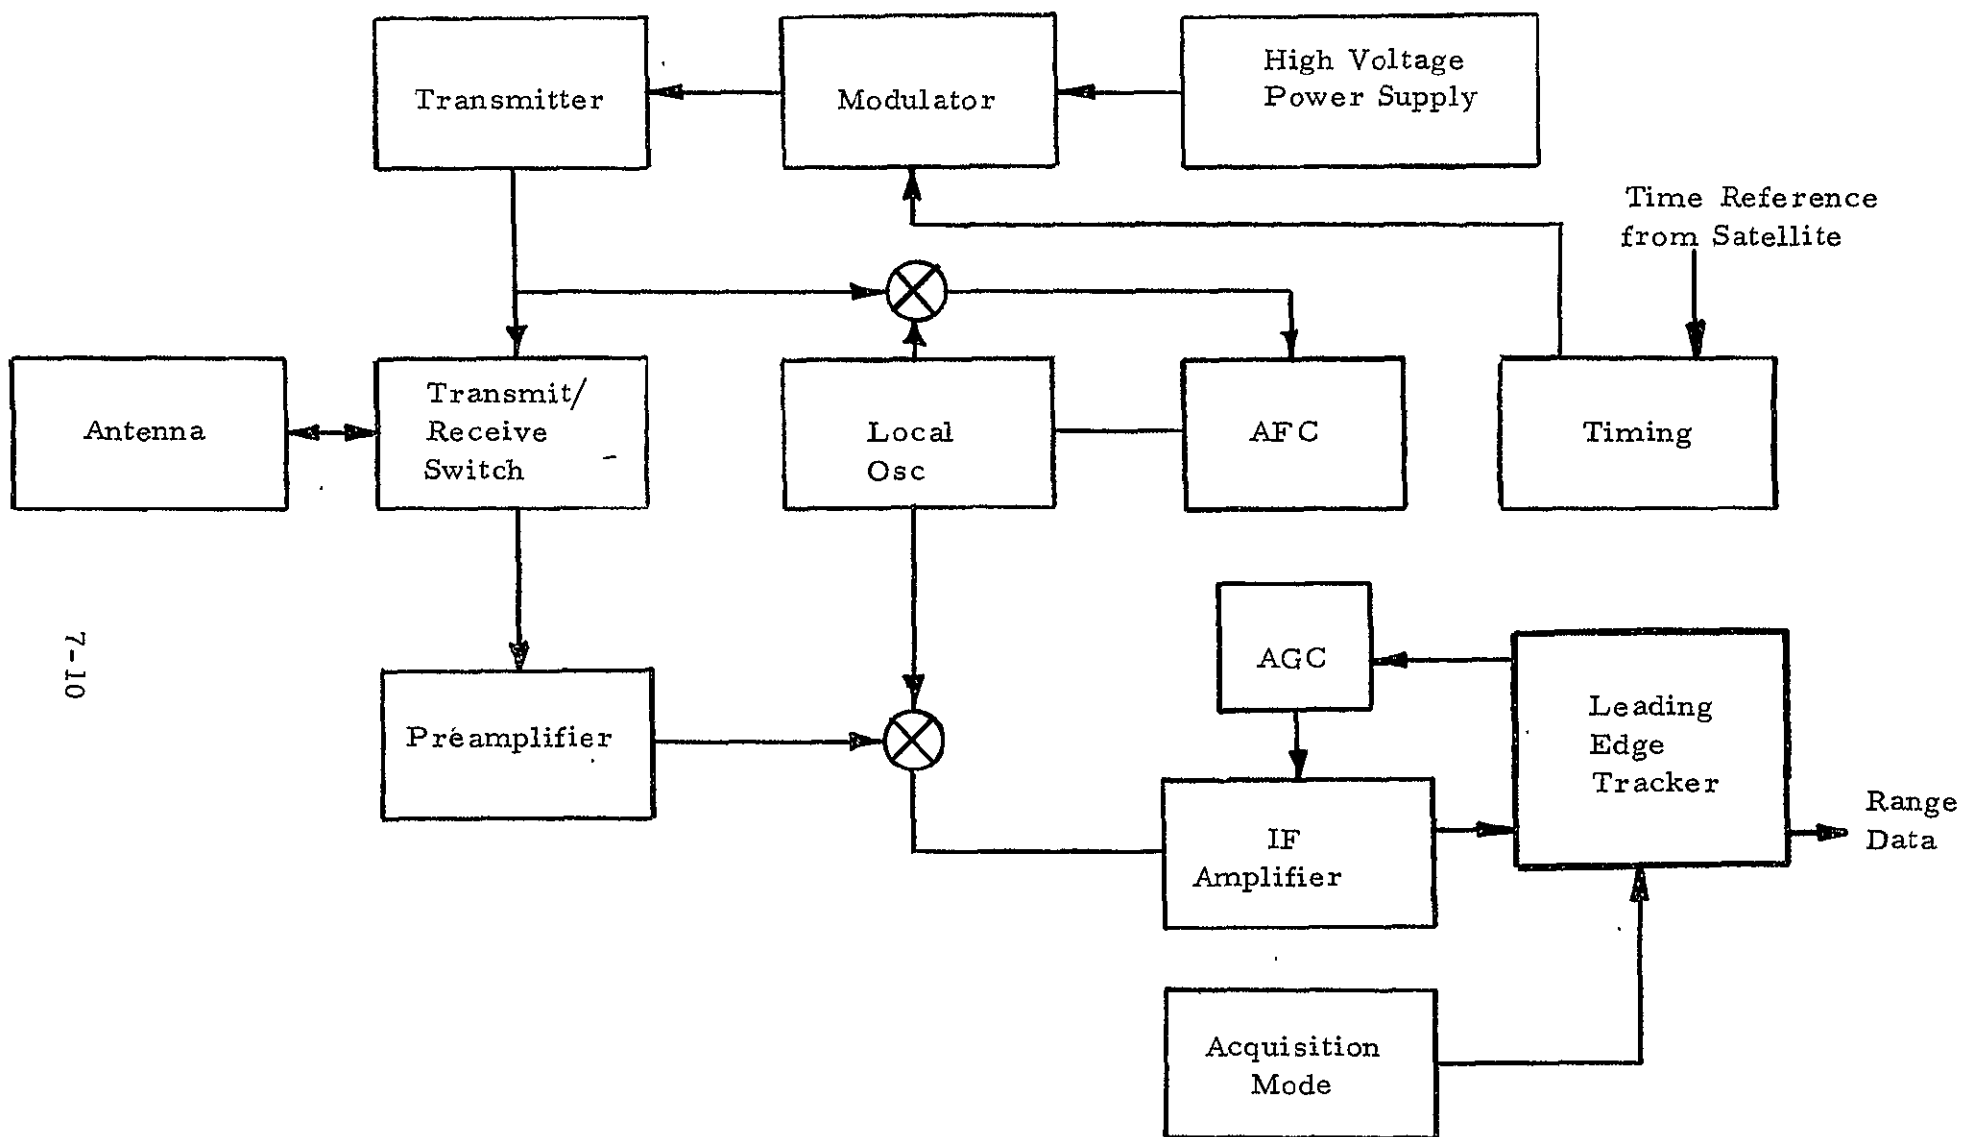 Transmitter
Modulator
High Voltage
Power Supply
Time Reference
from Satellite
Antenna
Transmit/
Receive
Switch
Local
Osc
AFC
Timing
7-10
Preamplifier
AGC
Leading
Edge
Tracker
Range
Data
IF
Amplifier
Acquisition
Mode